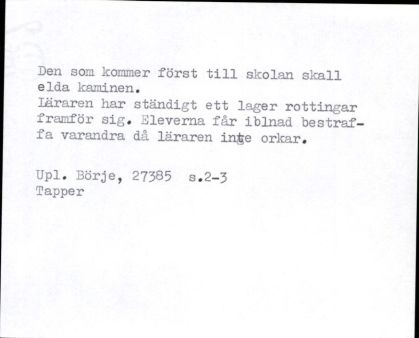 Den som kommer först till skolan skall
elda kaminen.
Läraren har ständigt ett lager rottingar
framför sig. Eleverna får iblnad bestraf-
fa varandra då läraren inte orkar.
Upl. Börje, 27385 s.2-3
Tapper